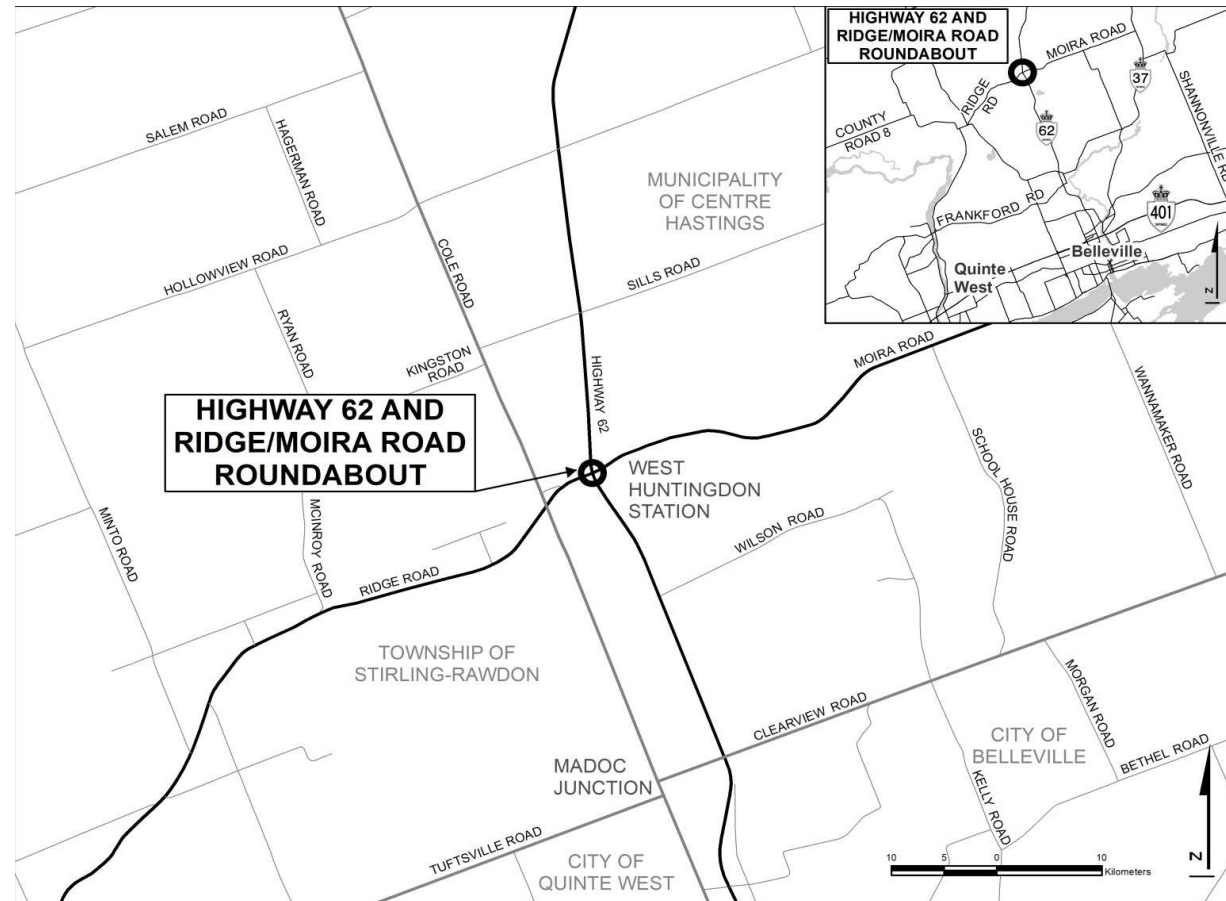 HIGHWAY 62 AND
RIDGE/MOIRA ROAD
ROUNDABOUT
MOIRA ROAD
37
RIDGE
RD
62
SHANNONVILLE RD
COUNTY
ROAD 8
FRANKFORD RD
401
Belleville
Quinte
West
N
SALEM ROAD
HAGERMAN ROAD
MUNICIPALITY
OF CENTRE
HASTINGS
COLE ROAD
HOLLOWVIEW ROAD
SILLS ROAD
RYAN ROAD
KINGSTON
ROAD
HIGHWAY 62
MOIRA ROAD
WANNAMAKER ROAD
HIGHWAY 62 AND
RIDGE/MOIRA ROAD
ROUNDABOUT
WEST
HUNTINGDON
STATION
SCHOOL HOUSE ROAD
MINTO ROAD
MCINROY ROAD
WILSON ROAD
RIDGE ROAD
TOWNSHIP OF
STIRLING-RAWDON
CLEARVIEW ROAD
MORGAN ROAD
CITY OF
BELLEVILLE
BETHEL ROAD
MADOC
JUNCTION
KELLY ROAD
TUFTSVILLE ROAD
CITY OF
QUINTE WEST
10 5 0 10
Kilometers
N